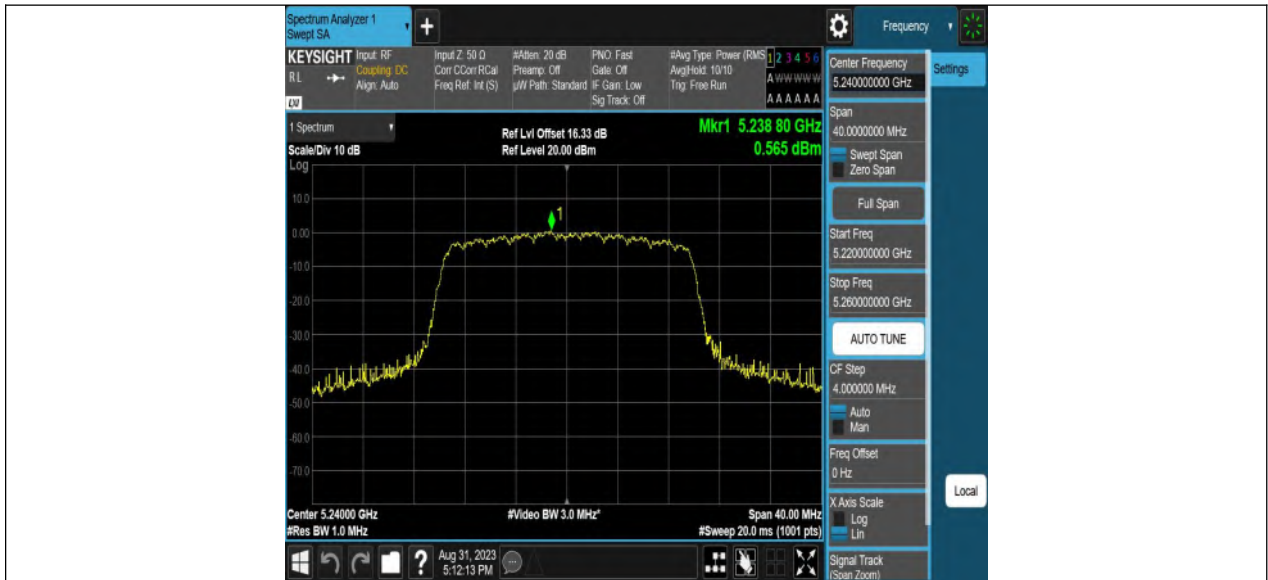 Spectrum Analyzer 1
Swept SA
Frequency
KEYSIGHT
RL
Input: RF
Coupling: DC
Align: Auto
Input Z: 50 Ω
Corr CCorr RCal
Freq Ref: Int (S)
#Atten: 20 dB
Preamp: Off
µW Path: Standard
PNO: Fast
Gate: Off
IF Gain: Low
Sig Track: Off
#Avg Type: Power (RMS
Avg|Hold: 10/10
Trig: Free Run
1 2 3 4 5 6
A W W W W W
A A A A A A
1 Spectrum
Scale/Div 10 dB
Log
Ref Lvl Offset 16.33 dB
Ref Level 20.00 dBm
Mkr1 5.238 80 GHz
0.565 dBm
1
10.0
0.00
-10.0
-20.0
-30.0
-40.0
-50.0
-60.0
-70.0
Center 5.24000 GHz
#Res BW 1.0 MHz
#Video BW 3.0 MHz*
Span 40.00 MHz
#Sweep 20.0 ms (1001 pts)
Aug 31, 2023
5:12:13 PM
Center Frequency
5.240000000 GHz
Settings
Span
40.0000000 MHz
Swept Span
Zero Span
Full Span
Start Freq
5.220000000 GHz
Stop Freq
5.260000000 GHz
AUTO TUNE
CF Step
4.000000 MHz
Auto
Man
Freq Offset
0 Hz
Local
X Axis Scale
Log
Lin
Signal Track
(Span Zoom)